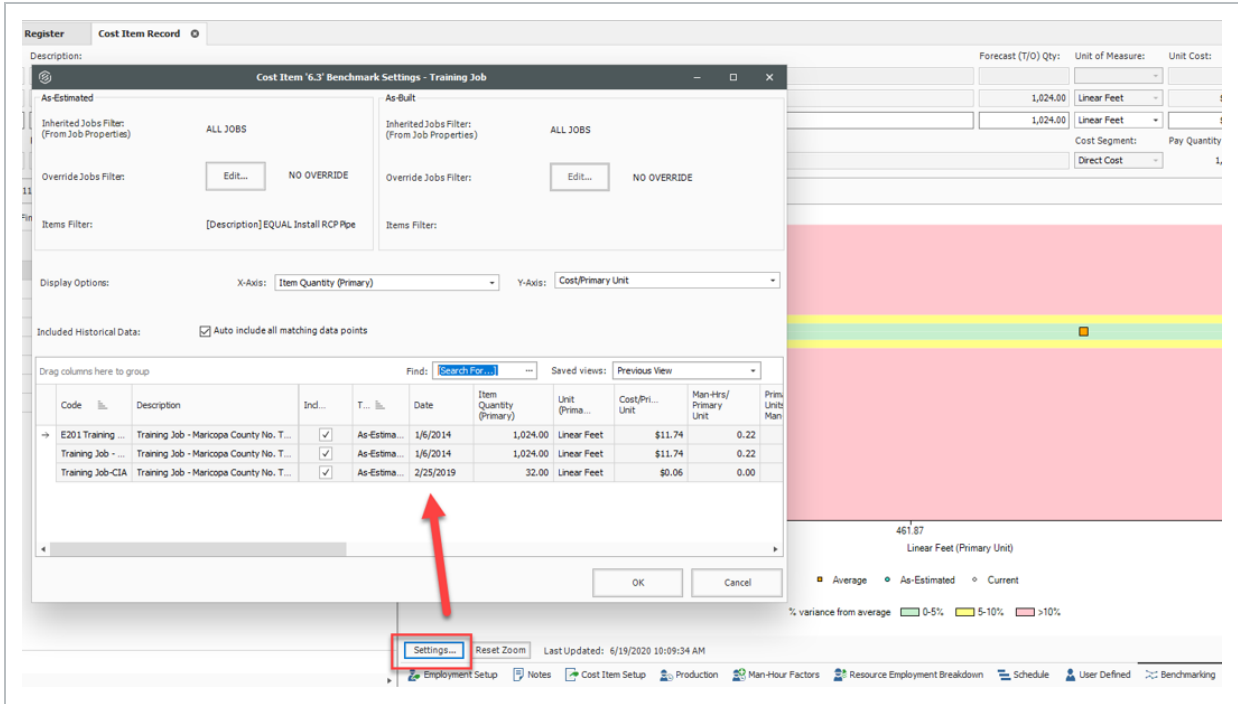 Register Cost Item Record
Description: Forecast (T/O) Qty: Unit of Measure: Unit Cost:
Cost Item '6.3' Benchmark Settings - Training Job
As-Estimated As-Built
1,024.00 Linear Feet
Inherited Jobs Filter: ALL JOBS Inherited Jobs Filter: ALL JOBS
(From Job Properties) (From Job Properties)
1,024.00 Linear Feet
Cost Segment: Pay Quantity
Direct Cost 1,
Override Jobs Filter: Edit... NO OVERRIDE Override Jobs Filter: Edit... NO OVERRIDE
11
Fin
Items Filter: [Description] EQUAL Install RCP Pipe Items Filter:
Display Options: X-Axis: Item Quantity (Primary) Y-Axis: Cost/Primary Unit
Included Historical Data: Auto include all matching data points
Drag columns here to group Find: [Search For...] ... Saved views: Previous View
Code Description Ind... T... Date Item Quantity (Primary) Unit (Prima... Cost/Pri... Unit Man-Hrs/ Primary Unit Prima Units Man-
E201 Training ... Training Job - Maricopa County No. T... As-Estima... 1/6/2014 1,024.00 Linear Feet $11.74 0.22
Training Job - ... Training Job - Maricopa County No. T... As-Estima... 1/6/2014 1,024.00 Linear Feet $11.74 0.22
Training Job-CIA Training Job - Maricopa County No. T... As-Estima... 2/25/2019 32.00 Linear Feet $0.06 0.00
461.87
Linear Feet (Primary Unit)
OK Cancel
Average As-Estimated Current
% variance from average 0-5% 5-10% >10%
Settings... Reset Zoom Last Updated: 6/19/2020 10:09:34 AM
Employment Setup Notes Cost Item Setup Production Man-Hour Factors Resource Employment Breakdown Schedule User Defined Benchmarking